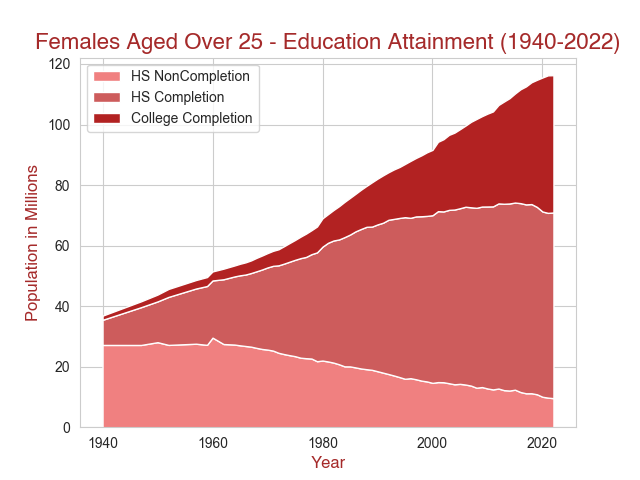 Females Aged Over 25 - Education Attainment (1940-2022)
HS NonCompletion
HS Completion
College Completion
Population in Millions
120
100
80
60
40
20
0
1940 1960 1980 2000 2020
Year